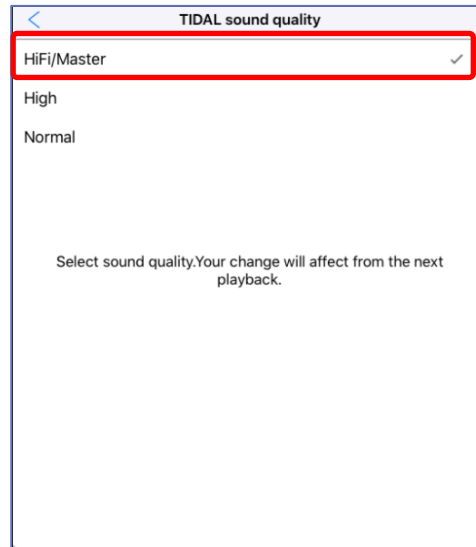 TIDAL sound quality
HiFi/Master
High
Normal
Select sound quality.Your change will affect from the next
playback.